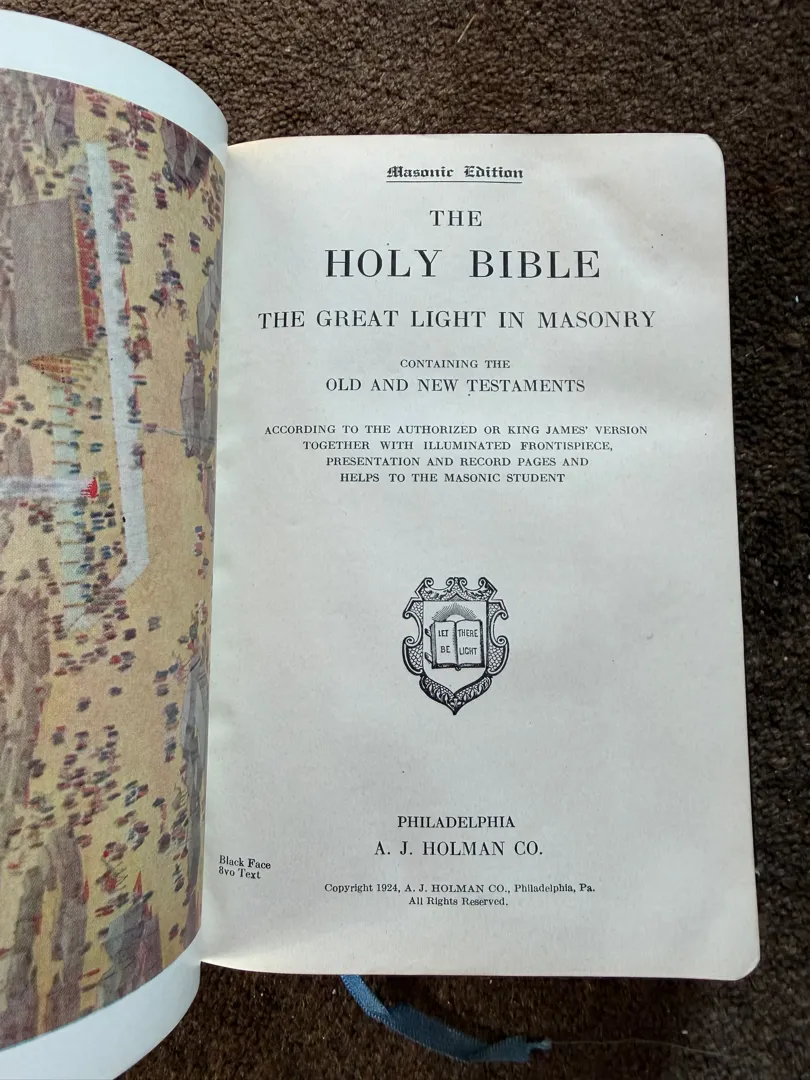 Masonic Edition
THE
HOLY BIBLE
THE GREAT LIGHT IN MASONRY
CONTAINING THE
OLD AND NEW TESTAMENTS
ACCORDING TO THE AUTHORIZED OR KING JAMES' VERSION
TOGETHER WITH ILLUMINATED FRONTISPIECE,
PRESENTATION AND RECORD PAGES AND
HELPS TO THE MASONIC STUDENT
LET THERE
BE LIGHT
PHILADELPHIA
A. J. HOLMAN CO.
Black Face
8vo Text
Copyright 1924, A. J. HOLMAN CO., Philadelphia, Pa.
All Rights Reserved.